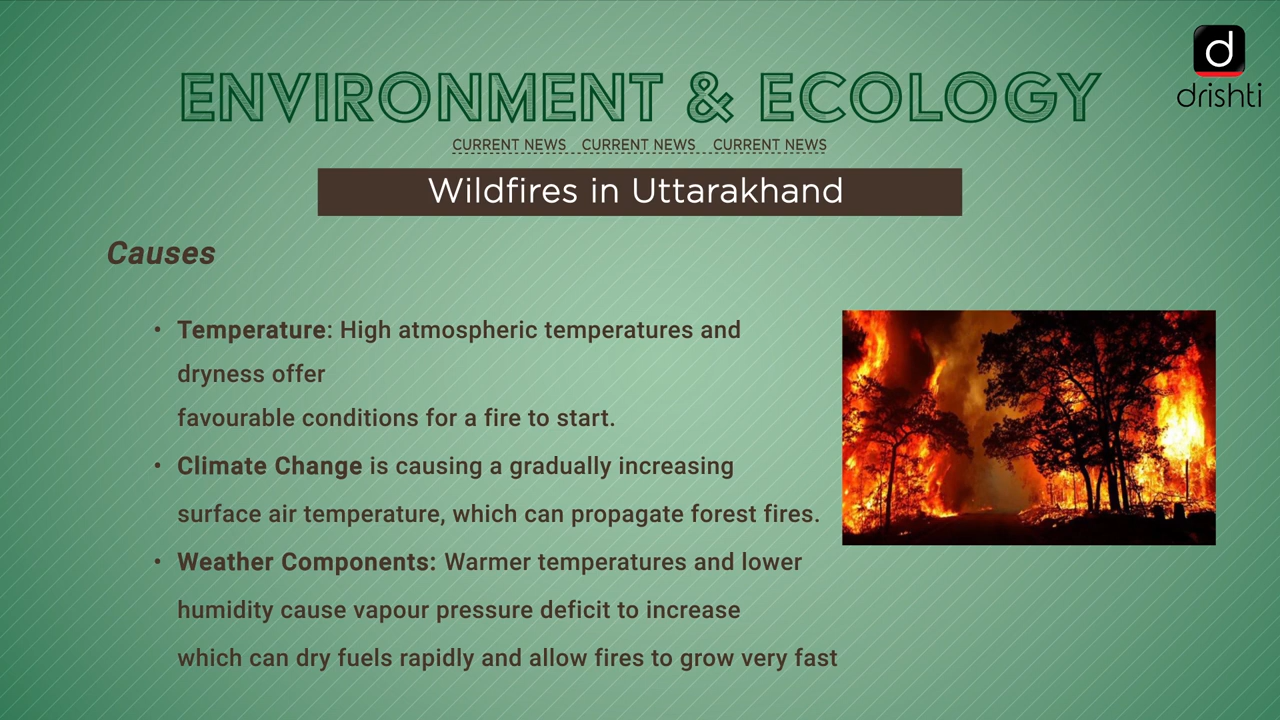 d
drishti
ENVIRONMENT & ECOLOGY
CURRENT NEWS CURRENT NEWS CURRENT NEWS
Wildfires in Uttarakhand
Causes
• Temperature: High atmospheric temperatures and
dryness offer
favourable conditions for a fire to start.
• Climate Change is causing a gradually increasing
surface air temperature, which can propagate forest fires.
• Weather Components: Warmer temperatures and lower
humidity cause vapour pressure deficit to increase
which can dry fuels rapidly and allow fires to grow very fast